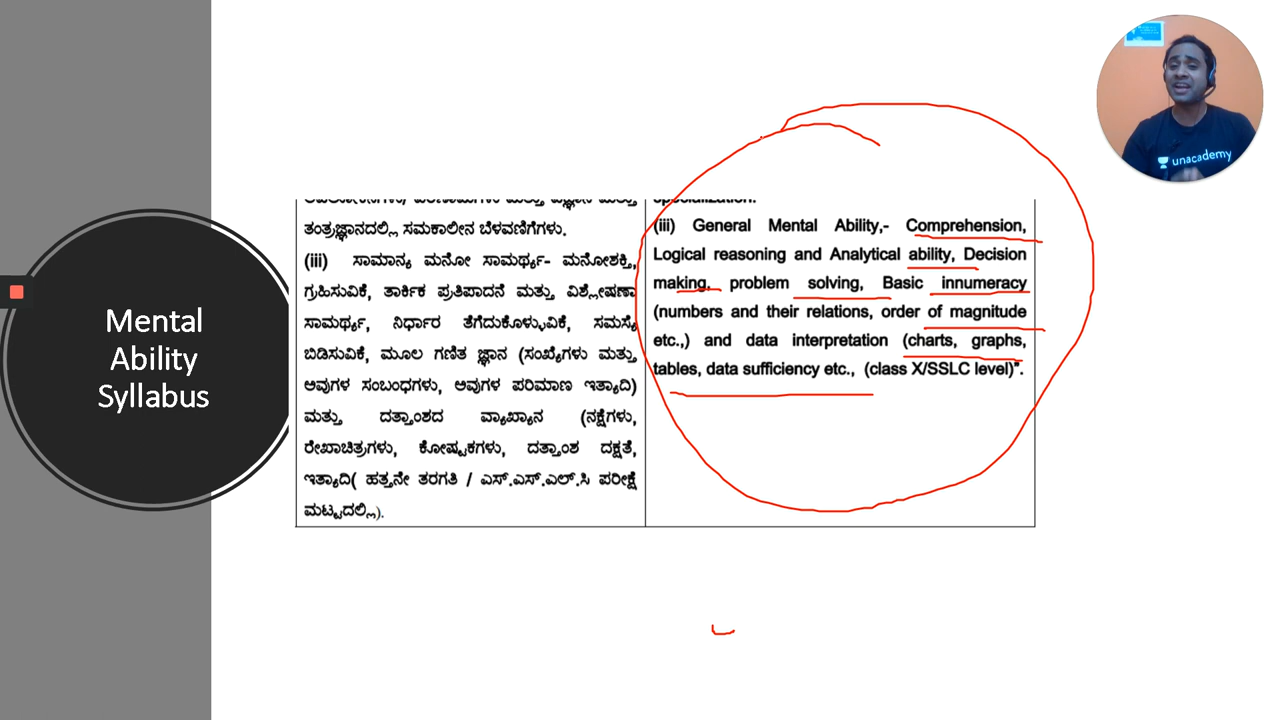 Mental
Ability
Syllabus
ತಂತ್ರಜ್ಞಾನದಲ್ಲಿ ಸಮಕಾಲೀನ ಬೆಳವಣಿಗೆಗಳು.
(iii) ಸಾಮಾನ್ಯ ಮನೋ ಸಾಮರ್ಥ್ಯ- ಮನೋಶಕ್ತಿ,
ಗ್ರಹಿಸುವಿಕೆ, ತಾರ್ಕಿಕ ಪ್ರತಿಪಾದನೆ ಮತ್ತು ವಿಶ್ಲೇಷಣಾ
ಸಾಮರ್ಥ್ಯ, ನಿರ್ಧಾರ ತೆಗೆದುಕೊಳ್ಳುವಿಕೆ, ಸಮಸ್ಯೆ
ಬಿಡಿಸುವಿಕೆ, ಮೂಲ ಗಣಿತ ಜ್ಞಾನ (ಸಂಖ್ಯೆಗಳು ಮತ್ತು
ಅವುಗಳ ಸಂಬಂಧಗಳು, ಅವುಗಳ ಪರಿಮಾಣ ಇತ್ಯಾದಿ)
ಮತ್ತು ದತ್ತಾಂಶದ ವ್ಯಾಖ್ಯಾನ (ನಕ್ಷೆಗಳು,
ರೇಖಾಚಿತ್ರಗಳು, ಕೋಷ್ಟಕಗಳು, ದತ್ತಾಂಶ ದಕ್ಷತೆ,
ಇತ್ಯಾದಿ( ಹತ್ತನೇ ತರಗತಿ / ಎಸ್.ಎಸ್.ಎಲ್.ಸಿ ಪರೀಕ್ಷೆ
ಮಟ್ಟದಲ್ಲಿ).
specialization.
(iii) General Mental Ability,- Comprehension,
Logical reasoning and Analytical ability, Decision
making, problem solving, Basic innumeracy
(numbers and their relations, order of magnitude
etc.,) and data interpretation (charts, graphs,
tables, data sufficiency etc., (class X/SSLC level)”.
unacademy